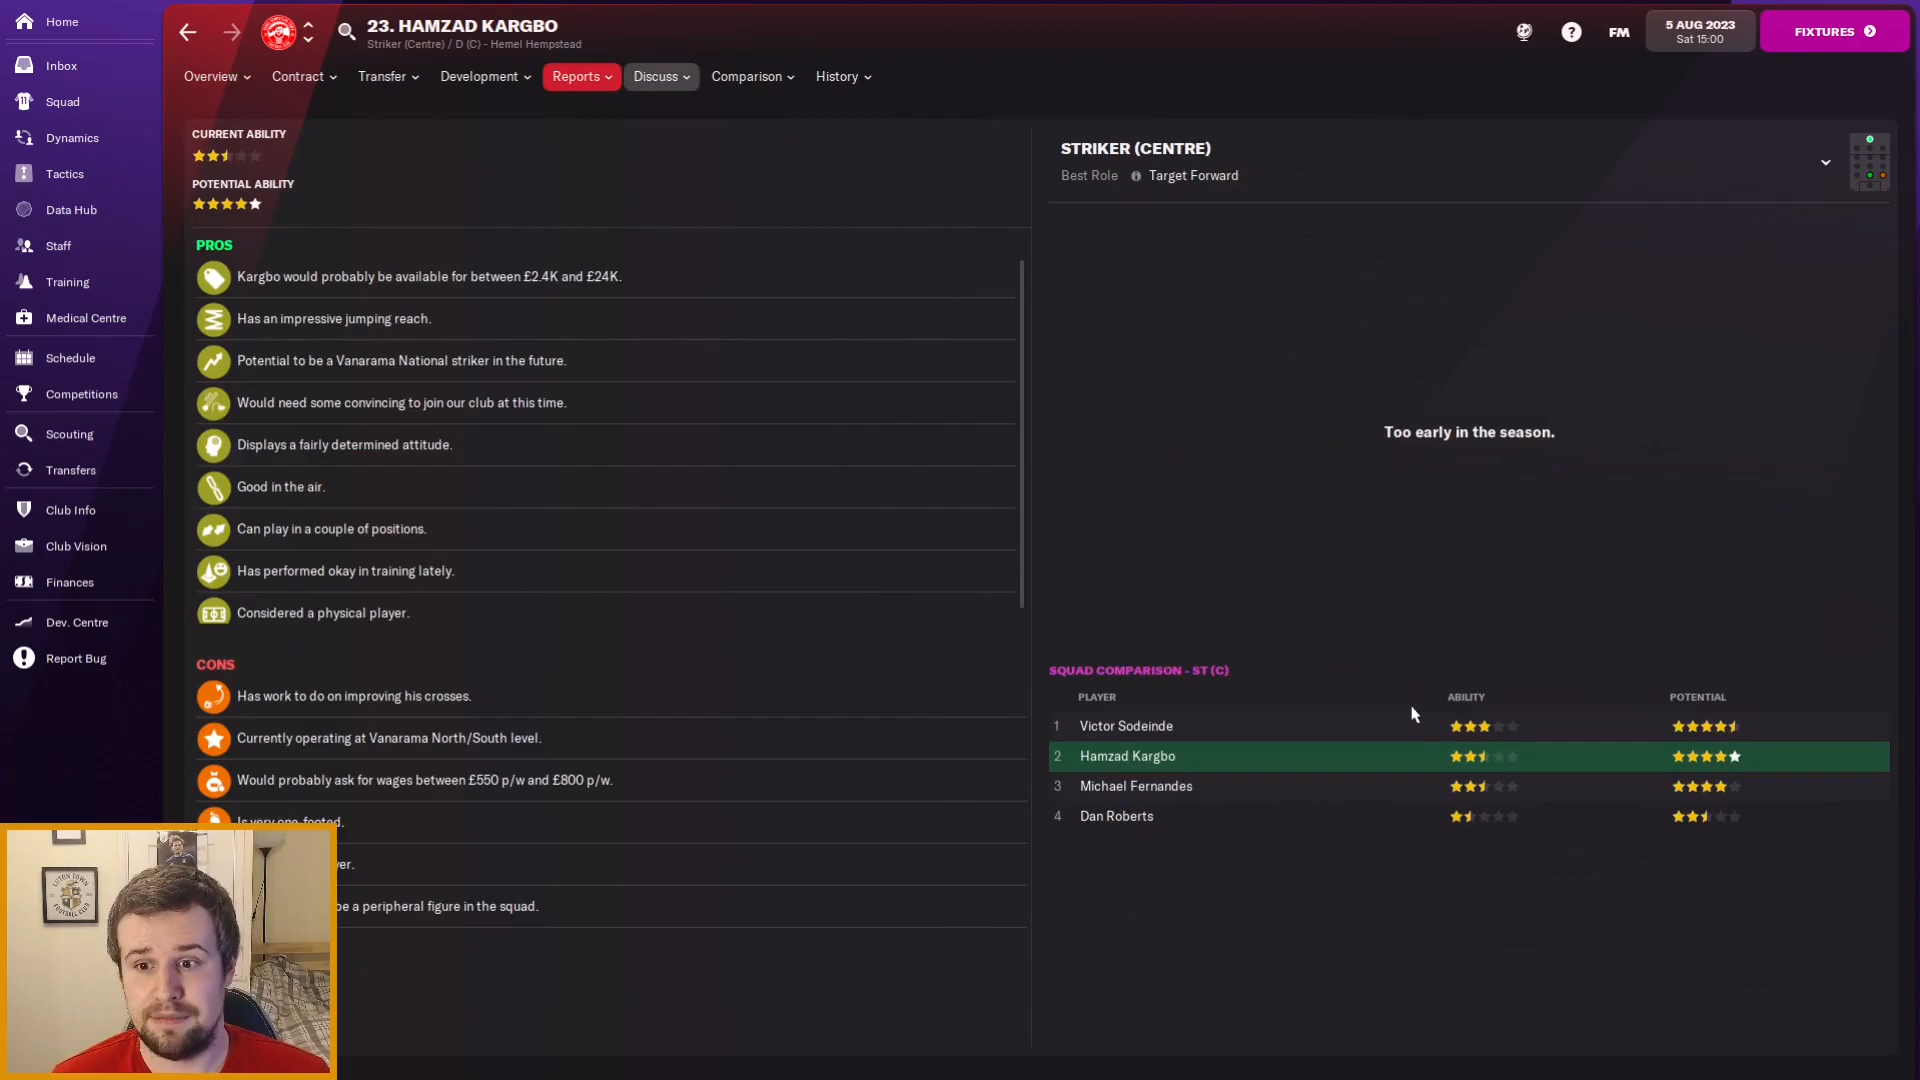 Home
Inbox
Squad
Dynamics
Tactics
Data Hub
Staff
Training
Medical Centre
Schedule
Competitions
Scouting
Transfers
Club Info
Club Vision
Finances
Dev. Centre
Report Bug
23. HAMZAD KARGBO
Striker (Centre) / D (C) - Hemel Hempstead
FM
5 AUG 2023
Sat 15:00
FIXTURES
Overview
Contract
Transfer
Development
Reports
Discuss
Comparison
History
CURRENT ABILITY
POTENTIAL ABILITY
PROS
Kargbo would probably be available for between £2.4K and £24K.
Has an impressive jumping reach.
Potential to be a Vanarama National striker in the future.
Would need some convincing to join our club at this time.
Displays a fairly determined attitude.
Good in the air.
Can play in a couple of positions.
Has performed okay in training lately.
Considered a physical player.
CONS
Has work to do on improving his crosses.
Currently operating at Vanarama North/South level.
Would probably ask for wages between £550 p/w and £800 p/w.
Is very one-footed.
be a peripheral figure in the squad.
STRIKER (CENTRE)
Best Role Target Forward
Too early in the season.
SQUAD COMPARISON - ST (C)
PLAYER ABILITY POTENTIAL
1 Victor Sodeinde
2 Hamzad Kargbo
3 Michael Fernandes
4 Dan Roberts
LUTON TOWN
FOOTBALL CLUB